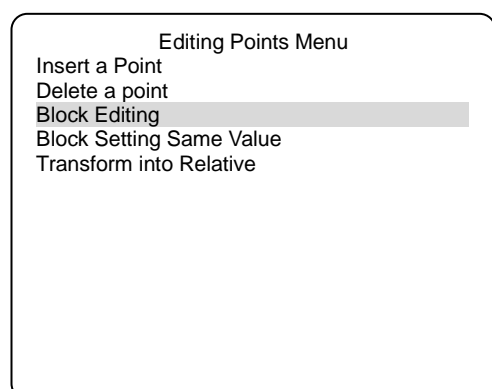 Editing Points Menu
Insert a Point
Delete a point
Block Editing
Block Setting Same Value
Transform into Relative